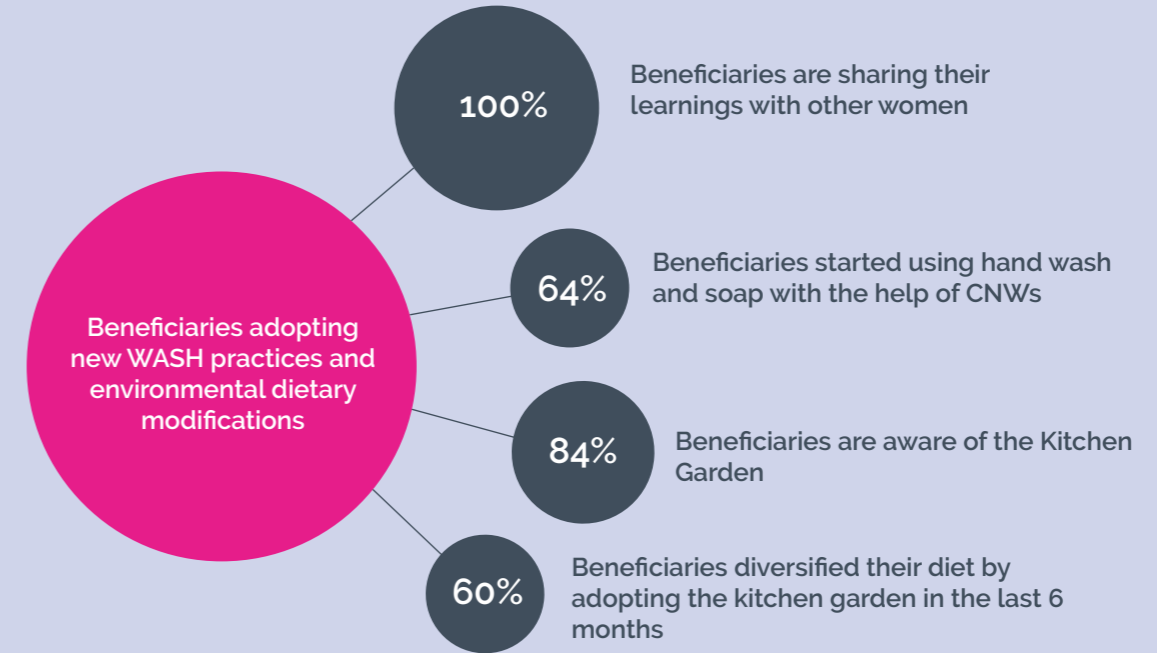 100%
Beneficiaries are sharing their
learnings with other women
64%
Beneficiaries started using hand wash
and soap with the help of CNWs
Beneficiaries adopting
new WASH practices and
environmental dietary
modifications
84%
Beneficiaries are aware of the Kitchen
Garden
60%
Beneficiaries diversified their diet by
adopting the kitchen garden in the last 6
months